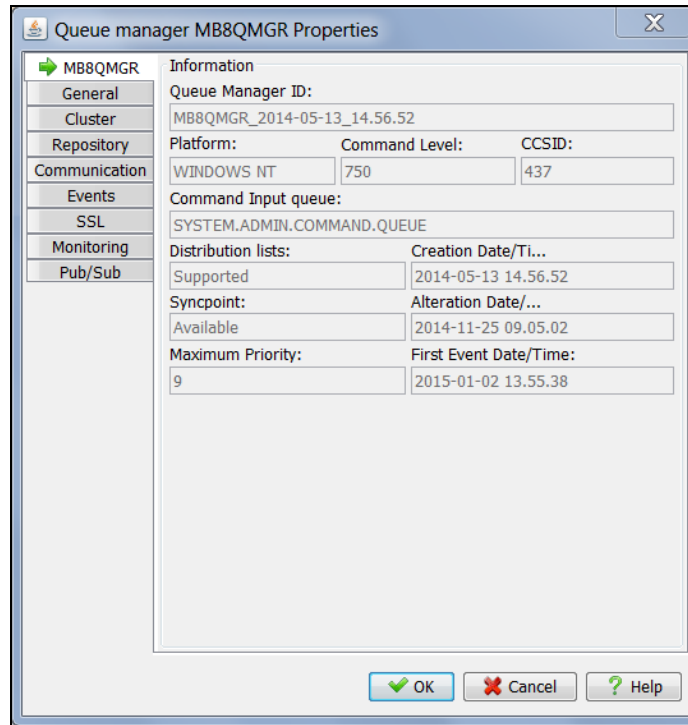 Queue manager MB8QMGR Properties
X
MB8QMGR
General
Cluster
Repository
Communication
Events
SSL
Monitoring
Pub/Sub
Information
Queue Manager ID:
MB8QMGR_2014-05-13_14.56.52
Platform: Command Level: CCSID:
WINDOWS NT 750 437
Command Input queue:
SYSTEM.ADMIN.COMMAND.QUEUE
Distribution lists: Creation Date/Ti...
Supported 2014-05-13 14.56.52
Syncpoint: Alteration Date/...
Available 2014-11-25 09.05.02
Maximum Priority: First Event Date/Time:
9 2015-01-02 13.55.38
OK Cancel ? Help